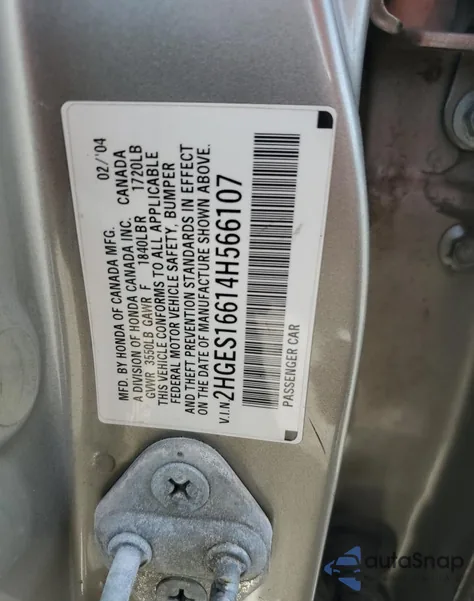 MFD. BY HONDA OF CANADA MFG. 02/'04
A DIVISION OF HONDA CANADA INC. CANADA
GVWR 3550LB GAWR F 1840LBR 1720LB
THIS VEHICLE CONFORMS TO ALL APPLICABLE
FEDERAL MOTOR VEHICLE SAFETY, BUMPER
AND THEFT PREVENTION STANDARDS IN EFFECT
ON THE DATE OF MANUFACTURE SHOWN ABOVE.
V.I.N 2HGES16614H566107
PASSENGER CAR
autoSnap